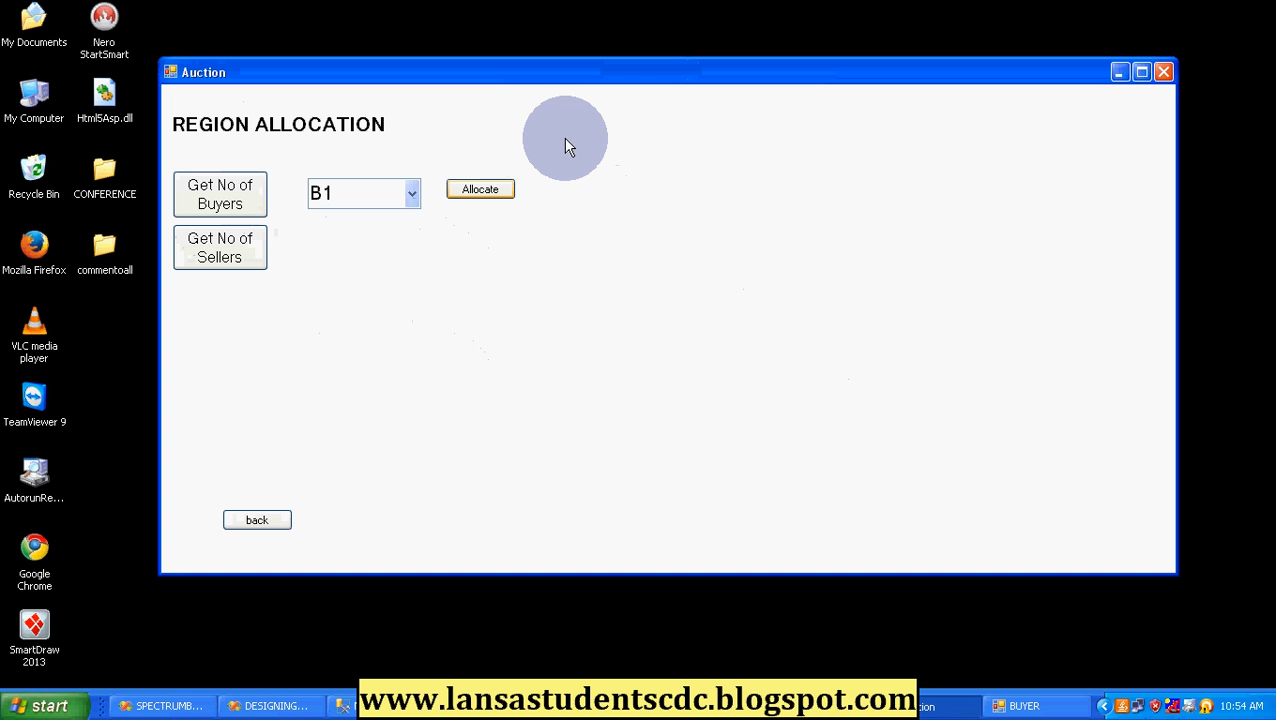 My Documents
Nero
StartSmart
My Computer
Html5Asp.dll
Recycle Bin
CONFERENCE
Mozilla Firefox
commentoall
VLC media
player
TeamViewer 9
AutorunRe...
Google
Chrome
SmartDraw
2013
Auction
REGION ALLOCATION
Get No of
Buyers
B1
Allocate
Get No of
Sellers
back
start
SPECTRUMB...
DESIGNING...
www.lansastudentscdc.blogspot.com
BUYER
10:54 AM